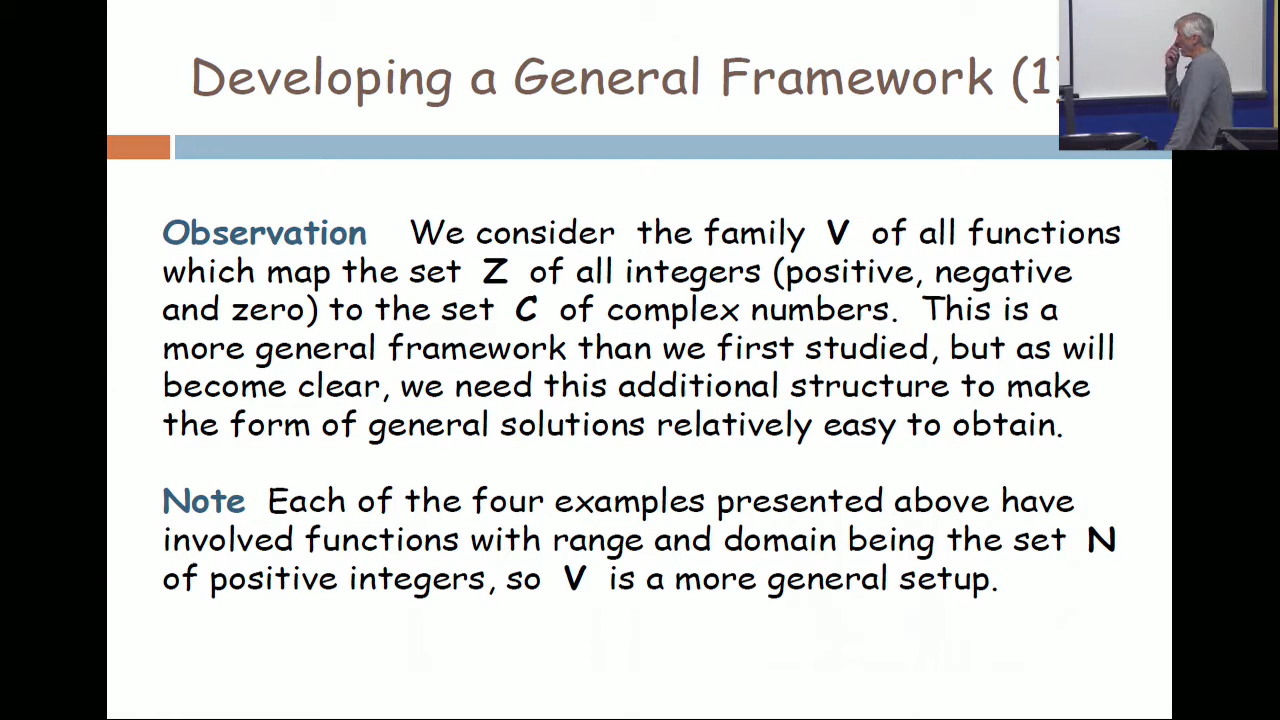 Developing a General Framework (1)
Observation We consider the family V of all functions
which map the set Z of all integers (positive, negative
and zero) to the set C of complex numbers. This is a
more general framework than we first studied, but as will
become clear, we need this additional structure to make
the form of general solutions relatively easy to obtain.
Note Each of the four examples presented above have
involved functions with range and domain being the set N
of positive integers, so V is a more general setup.